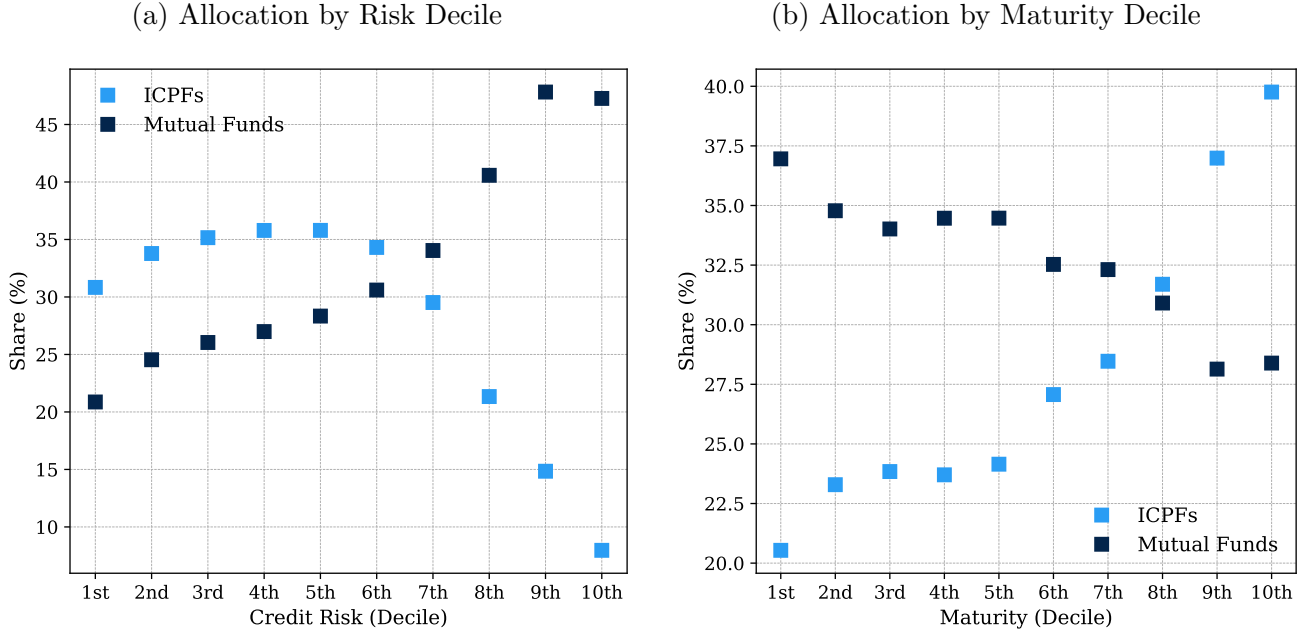 (a) Allocation by Risk Decile
ICPFs
Mutual Funds
45
40
35
30
25
20
15
10
Share (%)
1st 2nd 3rd 4th 5th 6th 7th 8th 9th 10th
Credit Risk (Decile)
(b) Allocation by Maturity Decile
40.0
37.5
35.0
32.5
30.0
27.5
25.0
22.5
20.0
Share (%)
ICPFs
Mutual Funds
1st 2nd 3rd 4th 5th 6th 7th 8th 9th 10th
Maturity (Decile)